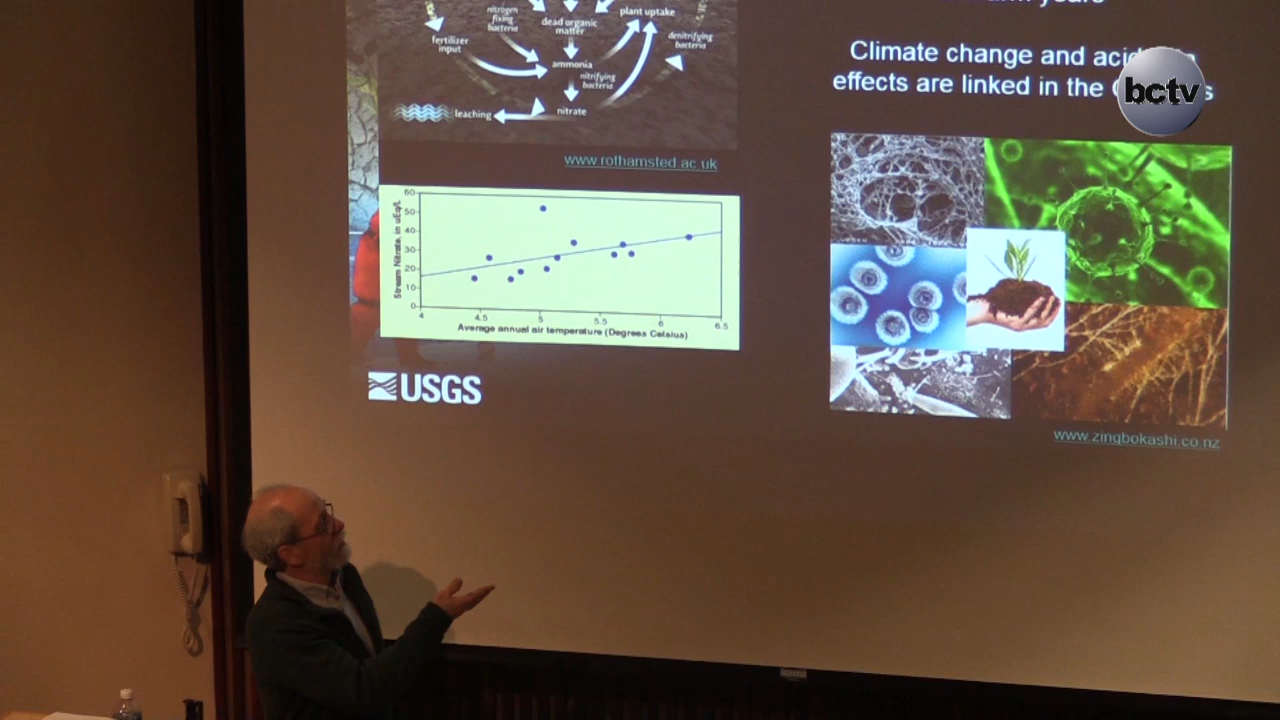 nitrogen
fixing
bacteria
dead organic
matter
plant uptake
fertilizer
input
denitrifying
bacteria
ammonia
nitrifying
bacteria
leaching
nitrate
www.rothamsted.ac.uk
years
Climate change and
effects are linked in the
bctv
Stream Nitrate, in uEq/L
60
50
40
30
20
10
0
4
4.5
5
5.5
6
6.5
Average annual air temperature (Degrees Celsius)
USGS
www.zingbokashi.co.nz